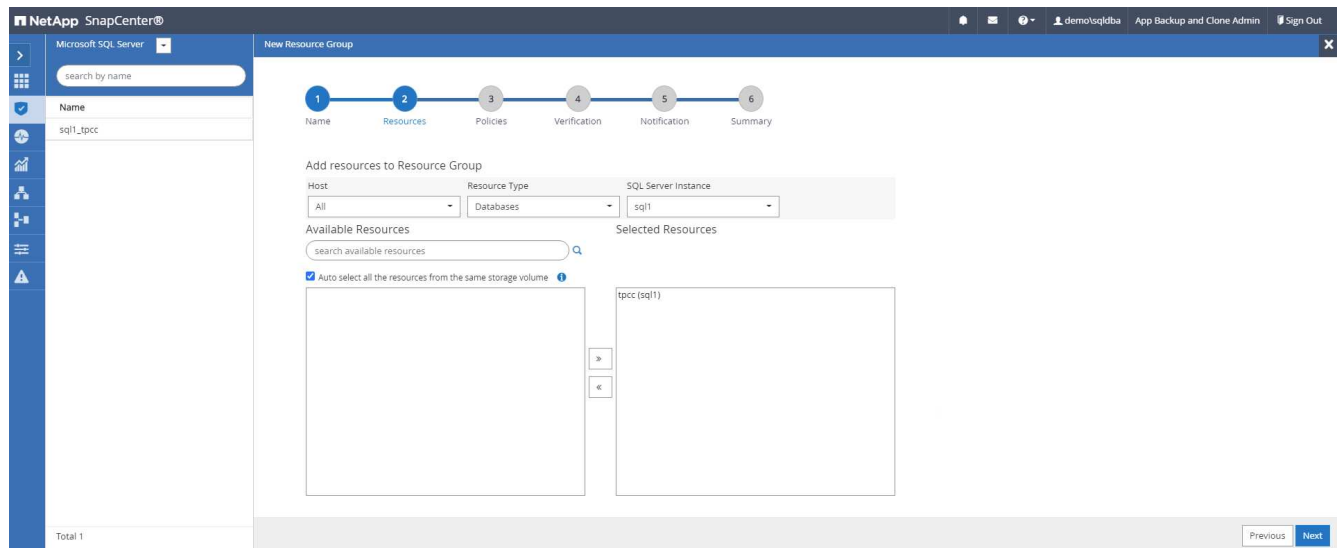 NetApp SnapCenter®
demo\sqldba App Backup and Clone Admin Sign Out
Microsoft SQL Server
search by name
Name
sql1_tpcc
Total 1
New Resource Group
1 2 3 4 5 6
Name Resources Policies Verification Notification Summary
Add resources to Resource Group
Host Resource Type SQL Server Instance
All Databases sql1
Available Resources Selected Resources
search available resources
Auto select all the resources from the same storage volume
tpcc (sql1)
Previous Next